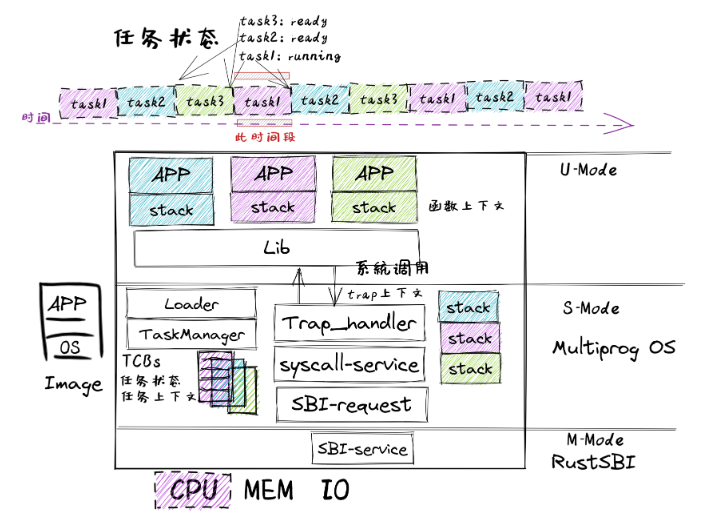 任务状态
task3: ready
task2: ready
task1: running
task1 task2 task3 task1 task2 task3 task1 task2 task1
时间
此时间段
APP APP APP
stack stack stack
函数上下文
U-Mode
Lib
系统调用
trap上下文
APP
OS
Image
Loader
TaskManager
TCBs
任务状态
任务上下文
Trap_handler
syscall-service
SBI-request
stack
stack
stack
S-Mode
Multiprog OS
SBI-service
M-Mode
RustSBI
CPU MEM IO